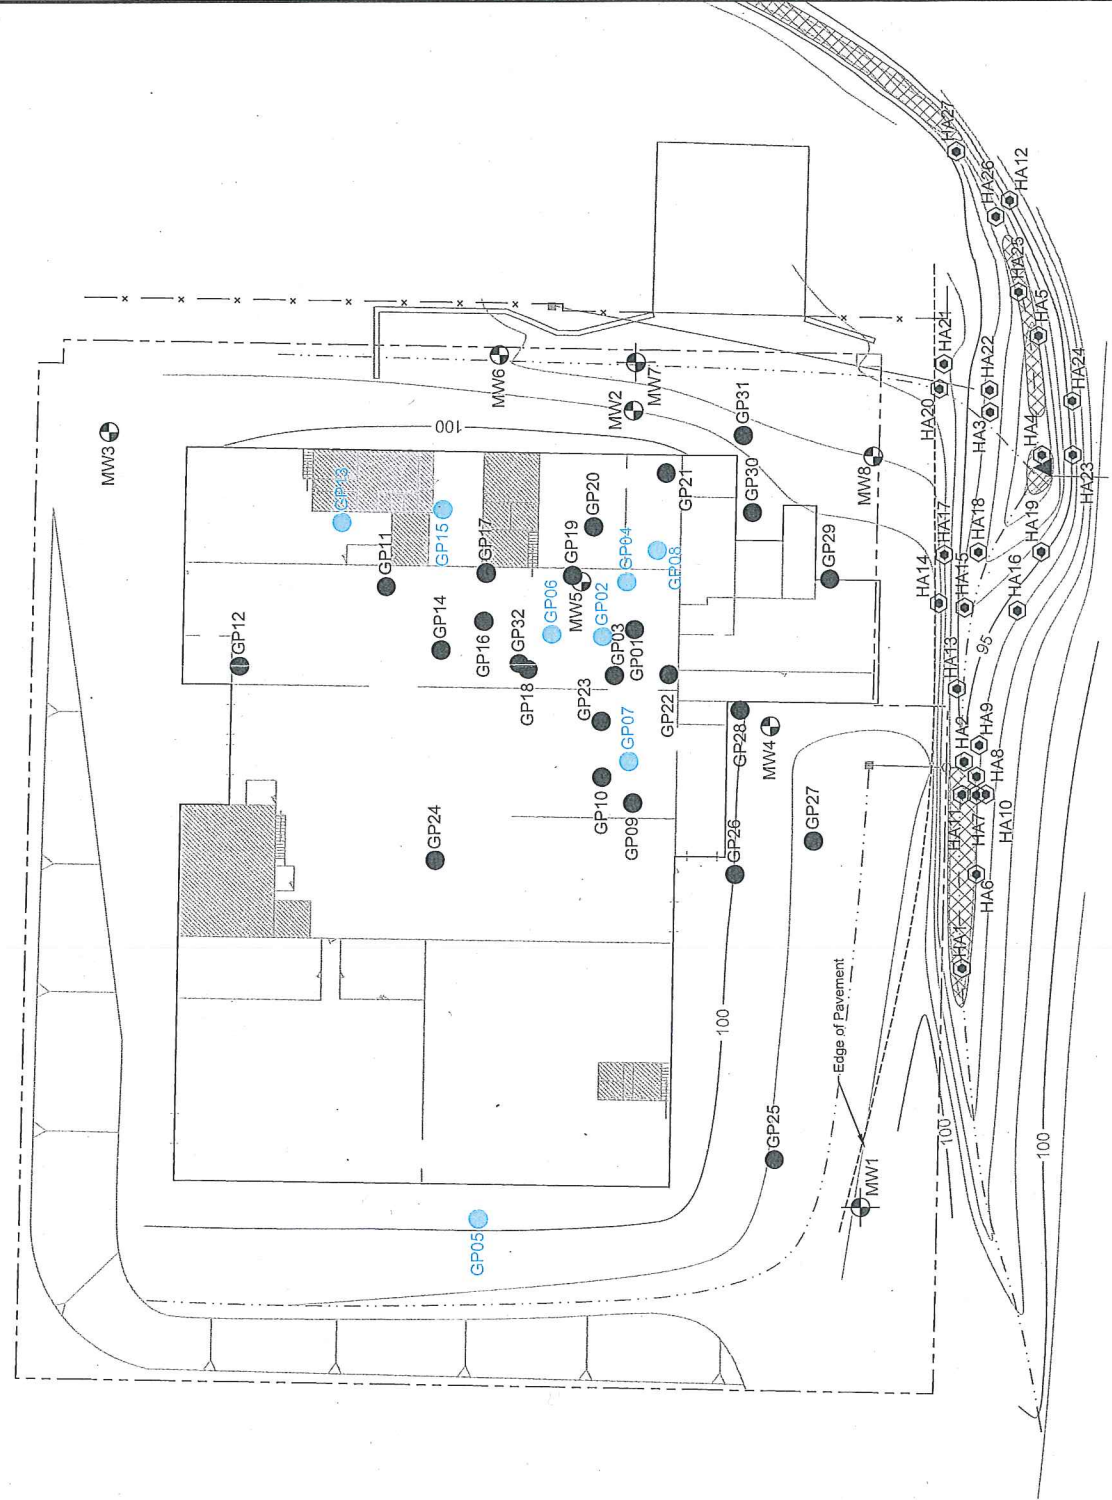 HA27
HA26
HA12
HA25
HA5
HA21
HA22
HA24
HA20
HA3
HA4
HA23
MW3
MW6
MW7
MW2
GP31
100
MW8
GP30
GP13
GP15
GP20
GP21
GP11
GP17
GP19
GP04
GP08
GP29
HA17
HA18
HA19
HA14
HA15
HA16
GP12
GP14
GP16
GP32
GP06
MW5
GP02
GP03
GP01
GP18
GP23
GP22
GP07
GP28
MW4
HA13
95
HA2
HA9
HA8
GP10
GP09
GP24
GP26
GP27
HA11
HA7
HA10
HA6
HA1
100
Edge of Pavement
GP25
MW1
100
100
GP05